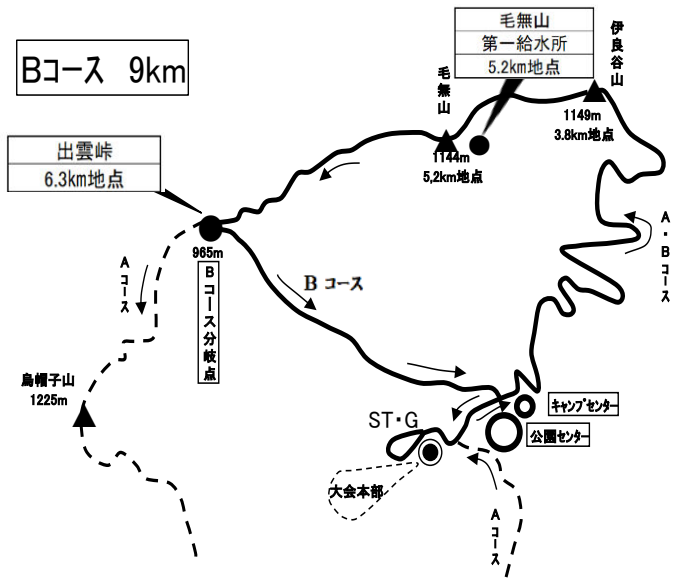 Bコース 9km
毛無山
第一給水所
5.2km地点
伊良谷山
1149m
3.8km地点
毛無山
1144m
5,2km地点
出雲峠
6.3km地点
965m
Bコース分岐点
Aコース
Bコース
A・Bコース
烏帽子山
1225m
ST・G
キャンプセンター
公園センター
大会本部
Aコース